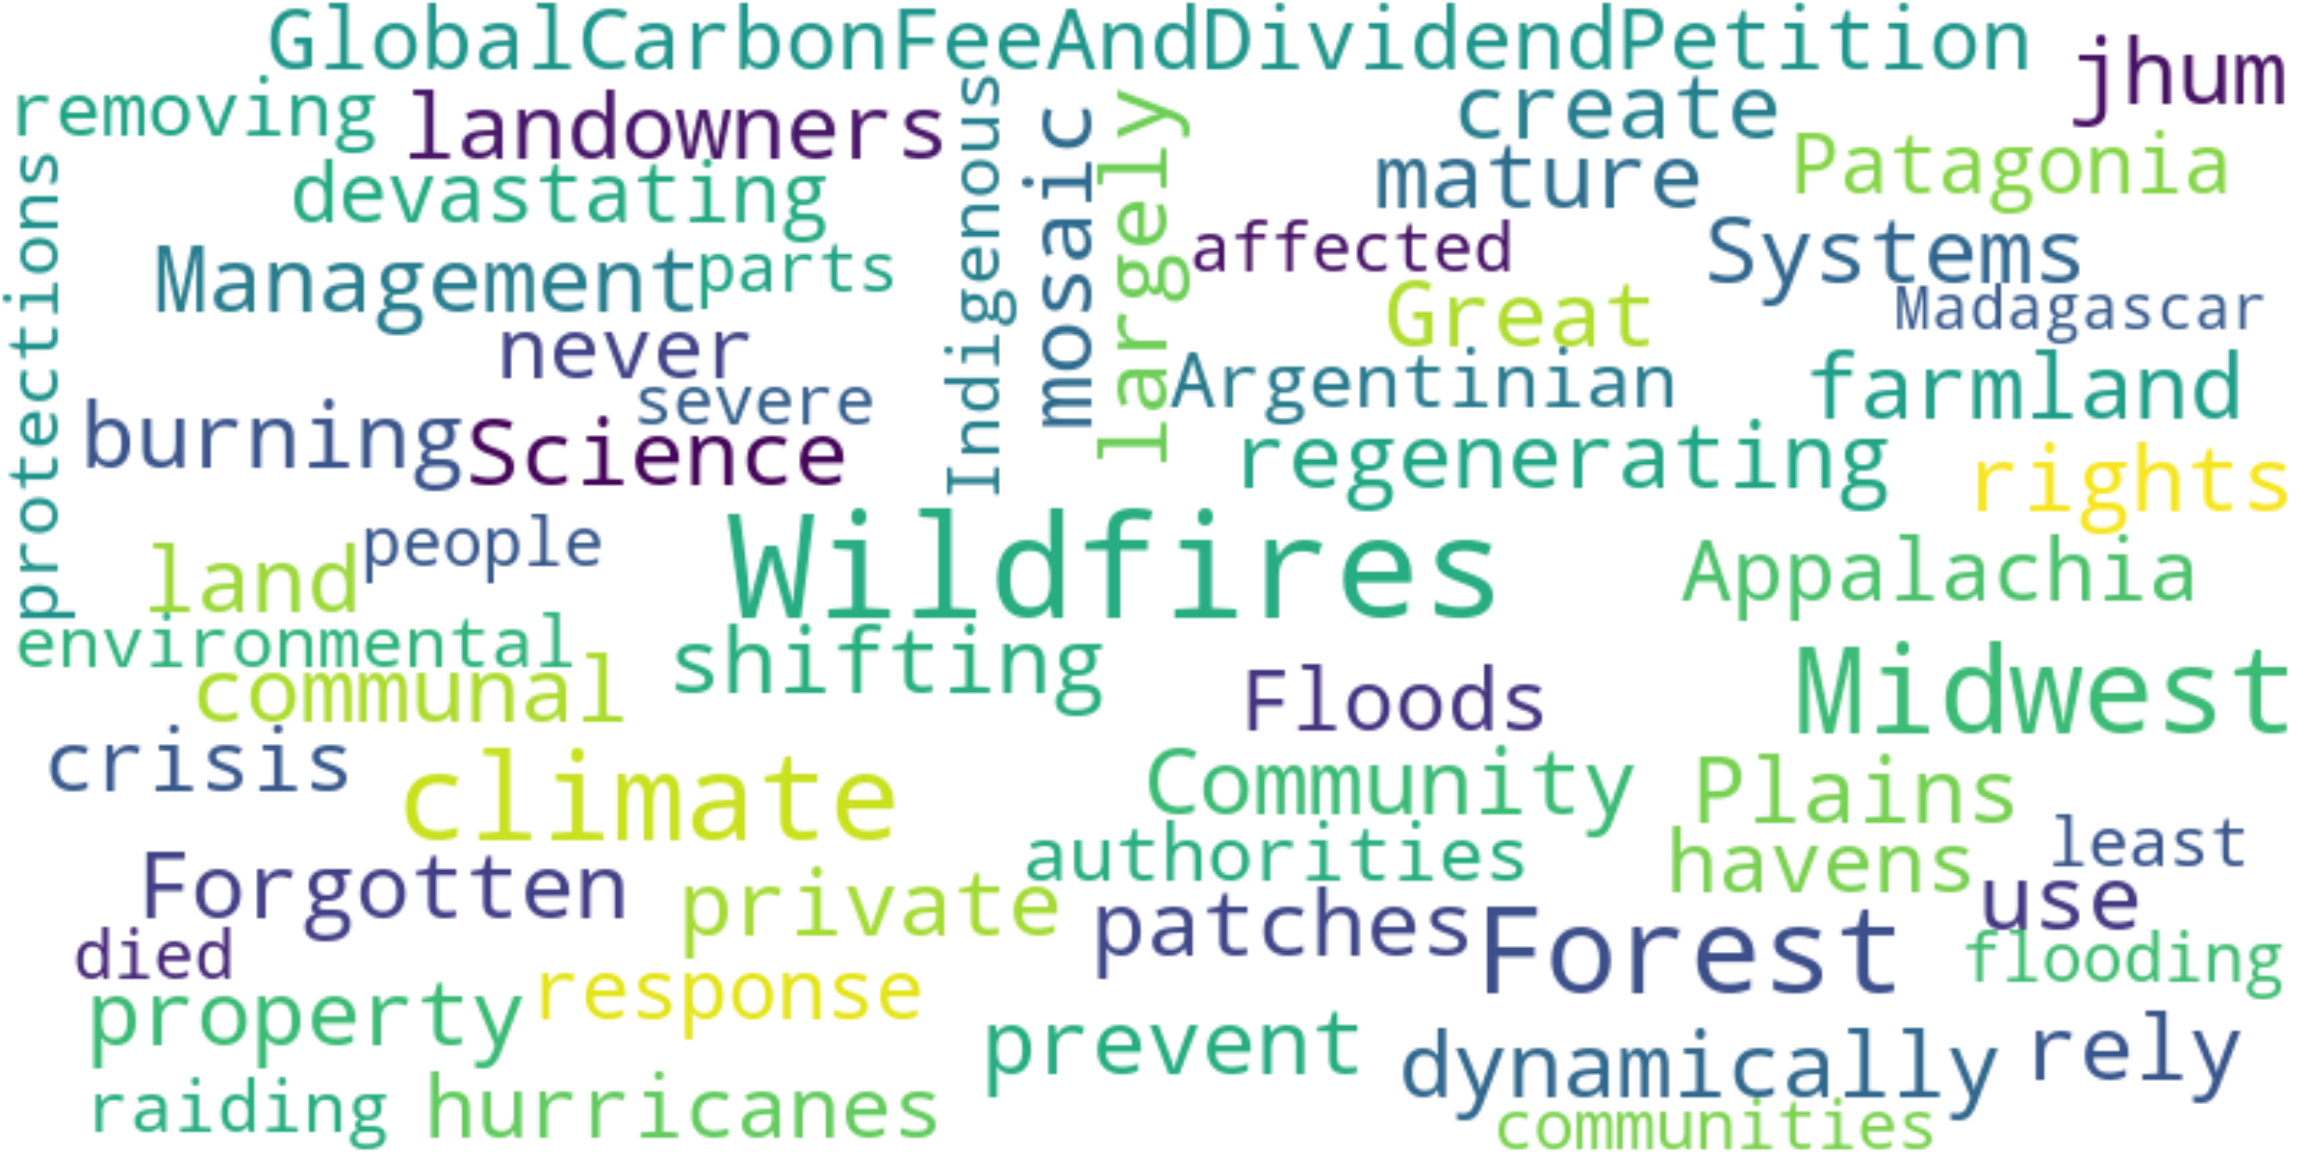 GlobalCarbonFeeAndDividendPetition
jhum
removing
landowners
Indigenous
mosaic
largely
create
mature
Patagonia
protections
devastating
affected
Systems
Management
parts
Great
Madagascar
never
severe
Argentinian
farmland
burning
Science
regenerating
rights
people
land
Wildfires
Appalachia
environmental
communal
shifting
Floods
Midwest
crisis
climate
Community
Plains
authorities
havens
least
Forgotten
private
patches
Forest
use
died
flooding
property
response
prevent
dynamically
rely
raiding
hurricanes
communities